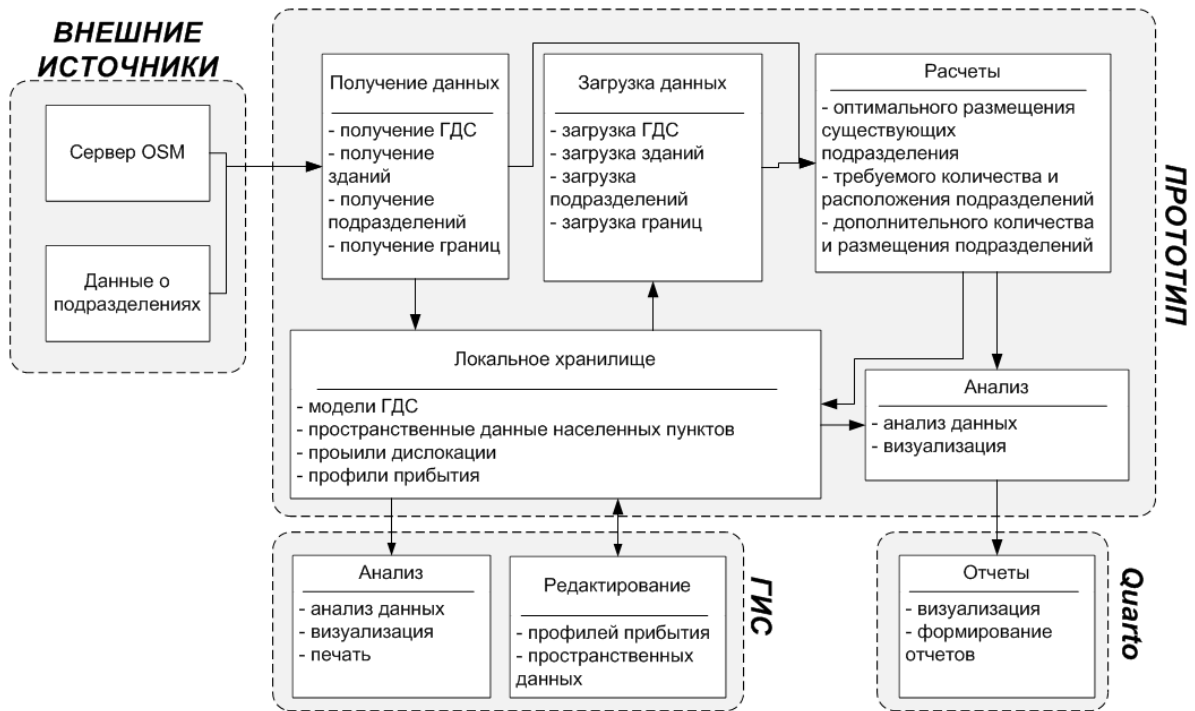 ВНЕШНИЕ
ИСТОЧНИКИ
Сервер OSM
Данные о
подразделениях
Получение данных
- получение ГДС
- получение
зданий
- получение
подразделений
- получение границ
Загрузка данных
- загрузка ГДС
- загрузка зданий
- загрузка
подразделений
- загрузка границ
Расчеты
- оптимального размещения
существующих
подразделения
- требуемого количества и
расположения подразделений
- дополнительного количества
и размещения подразделений
ПРОТОТИП
Локальное хранилище
- модели ГДС
- пространственные данные населенных пунктов
- проыили дислокации
- профили прибытия
Анализ
- анализ данных
- визуализация
Анализ
- анализ данных
- визуализация
- печать
Редактирование
- профилей прибытия
- пространственных
данных
ГИС
Отчеты
- визуализация
- формирование
отчетов
Quarto